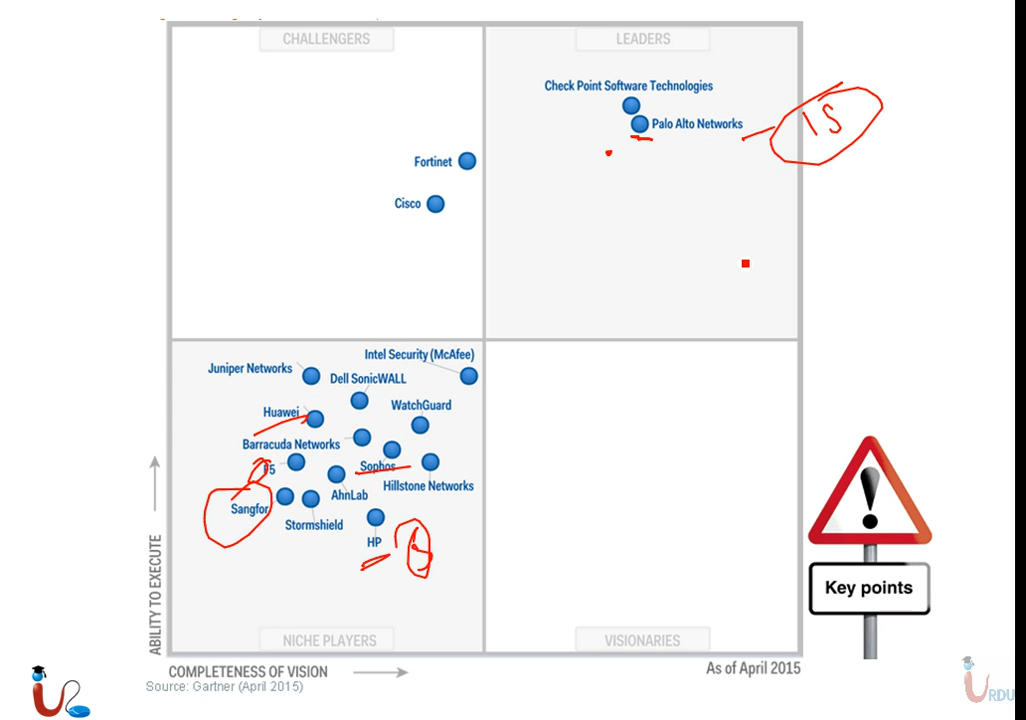 CHALLENGERS
LEADERS
Check Point Software Technologies
Palo Alto Networks
15
Fortinet
Cisco
Intel Security (McAfee)
Juniper Networks
Dell SonicWALL
Huawei
WatchGuard
Barracuda Networks
Sophos
F5
Hillstone Networks
AhnLab
Sangfor
Stormshield
HP
ABILITY TO EXECUTE
NICHE PLAYERS
VISIONARIES
COMPLETENESS OF VISION
As of April 2015
Source: Gartner (April 2015)
Key points
URDU